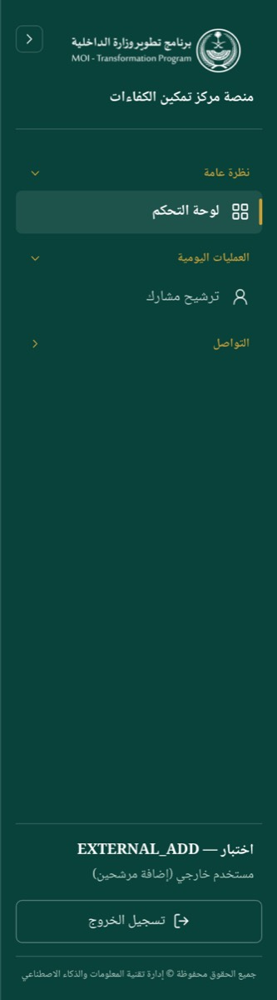 برنامج تطوير وزارة الداخلية
MOI - Transformation Program
منصة مركز تمكين الكفاءات
نظرة عامة
لوحة التحكم
العمليات اليومية
ترشيح مشارك
التواصل
اختبار — EXTERNAL_ADD
مستخدم خارجي (إضافة مرشحين)
تسجيل الخروج
جميع الحقوق محفوظة © إدارة تقنية المعلومات والذكاء الاصطناعي